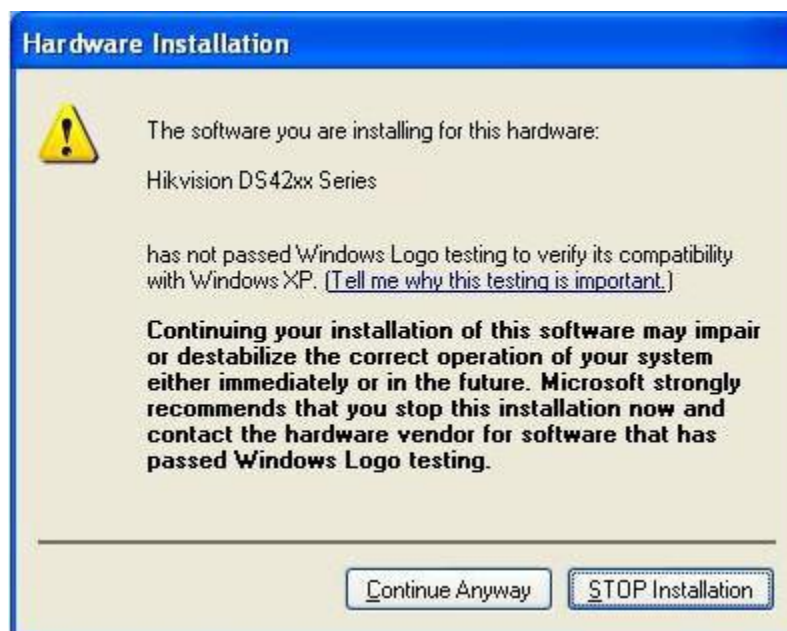 Hardware Installation
The software you are installing for this hardware:
Hikvision DS42xx Series
has not passed Windows Logo testing to verify its compatibility
with Windows XP. (Tell me why this testing is important.)
Continuing your installation of this software may impair
or destabilize the correct operation of your system
either immediately or in the future. Microsoft strongly
recommends that you stop this installation now and
contact the hardware vendor for software that has
passed Windows Logo testing.
Continue Anyway
STOP Installation